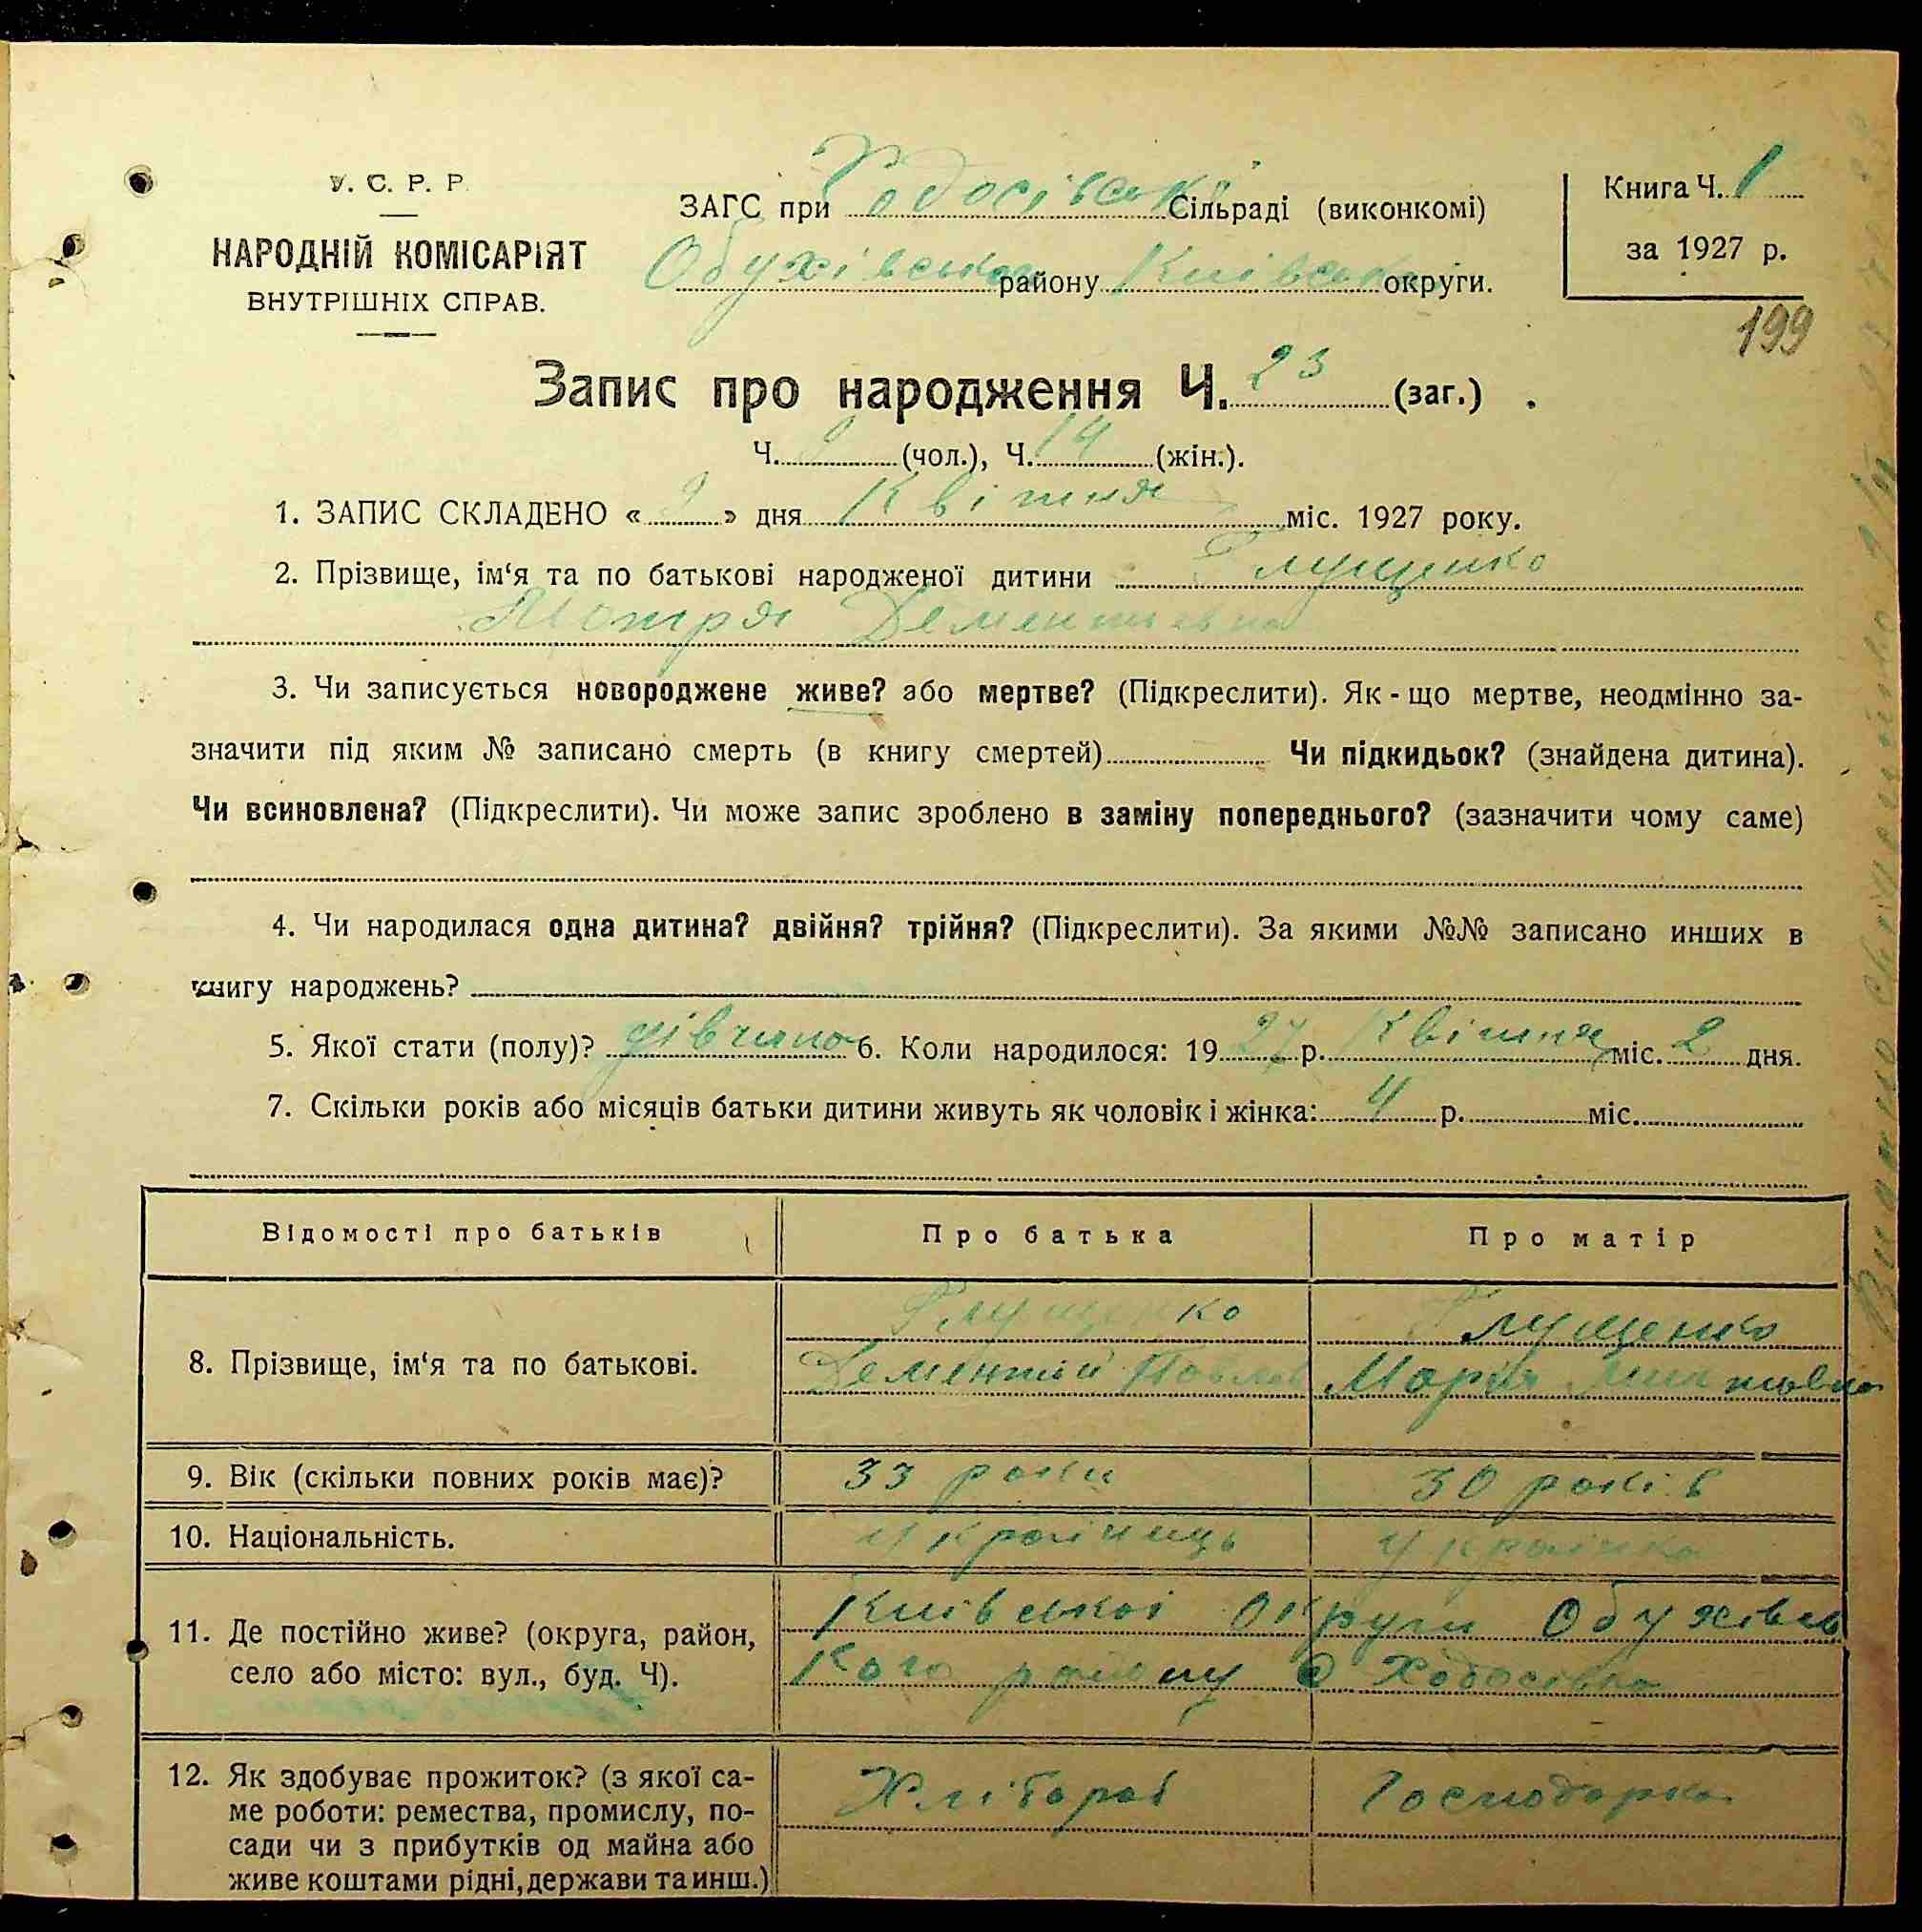 У. С. Р. Р.
НАРОДНІЙ КОМІСАРІЯТ
ВНУТРІШНІХ СПРАВ.
ЗАГС при Ходосівській Сільраді (виконкомі)
Обухівського району Київської округи.
Книга Ч. 1
за 1927 р.
199
Запис про народження Ч. 23 (заг.)
Ч. 9 (чол.), Ч. 14 (жін.).
1. ЗАПИС СКЛАДЕНО « 9 » дня Квітня міс. 1927 року.
2. Прізвище, ім‘я та по батькові народженої дитини Глущенко
Мотря Дементиевна
3. Чи записується новороджене живе? або мертве? (Підкреслити). Як - що мертве, неодмінно за-
значити під яким № записано смерть (в книгу смертей) Чи підкидьок? (знайдена дитина).
Чи всиновлена? (Підкреслити). Чи може запис зроблено в заміну попереднього? (зазначити чому саме)
4. Чи народилася одна дитина? двійня? трійня? (Підкреслити). За якими №№ записано инших в
книгу народжень?
5. Якої стати (полу)? дівчина 6. Коли народилося: 1927 р. Квітня міс. 2 дня.
7. Скільки років або місяців батьки дитини живуть як чоловік і жінка: 4 р. міс.
Відомості про батьків Про батька Про матір
8. Прізвище, ім‘я та по батькові.
Глущенко
Дементій Павлов
Глущенко
Марія
9. Вік (скільки повних років має)? 33 роки 30 років
10. Національність. Українець Українка
11. Де постійно живе? (округа, район,
село або місто: вул., буд. Ч).
Київської округи Обухівсь
кого району с Ходосівка
12. Як здобуває прожиток? (з якої са-
ме роботи: ремества, промислу, по-
сади чи з прибутків од майна або
живе коштами рідні, держави та инш.)
Хлібороб Господарка